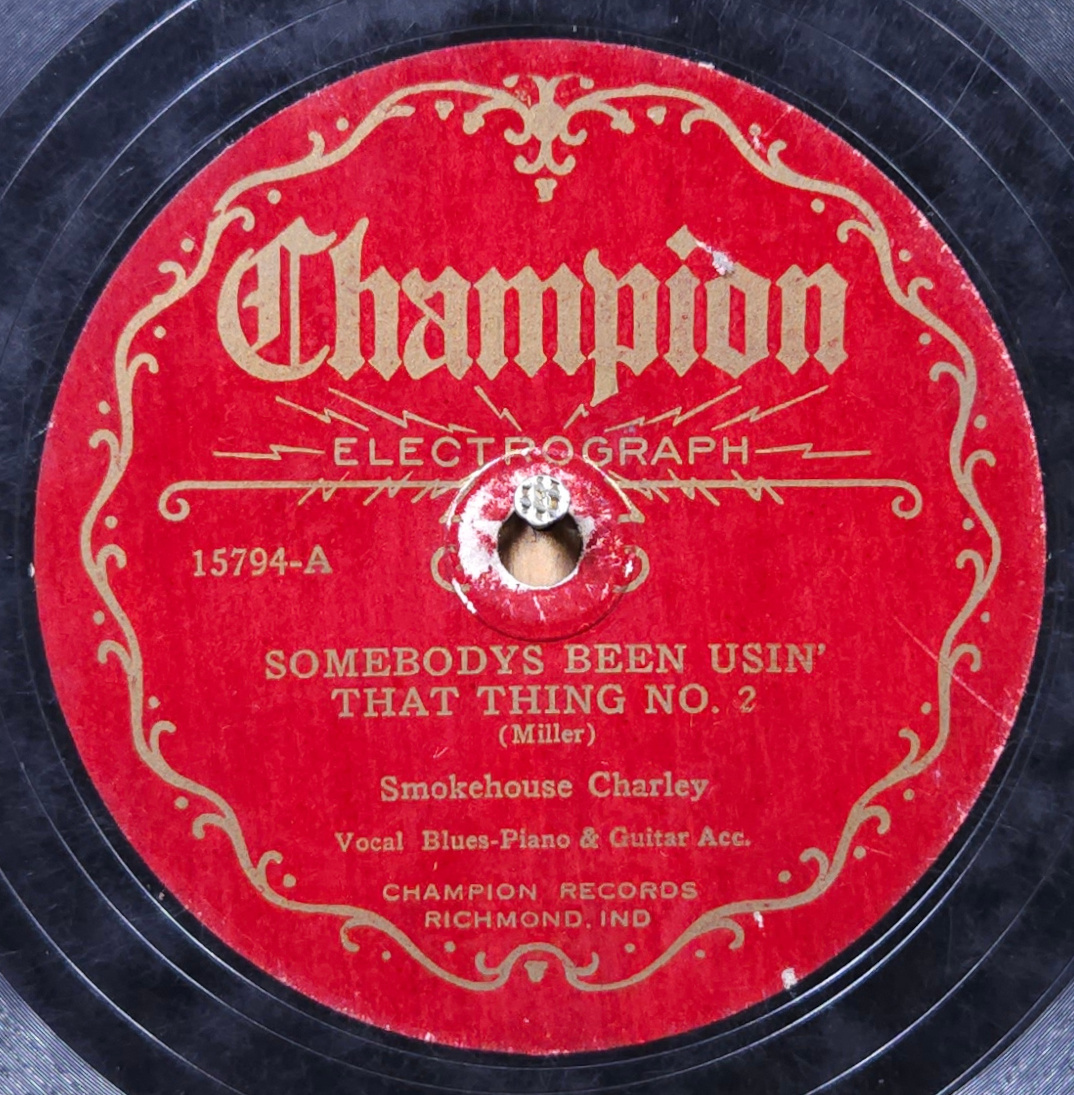 Champion
ELECTROGRAPH
15794-A
SOMEBODYS BEEN USIN'
THAT THING NO. 2
(Miller)
Smokehouse Charley
Vocal Blues-Piano & Guitar Acc.
CHAMPION RECORDS
RICHMOND, IND